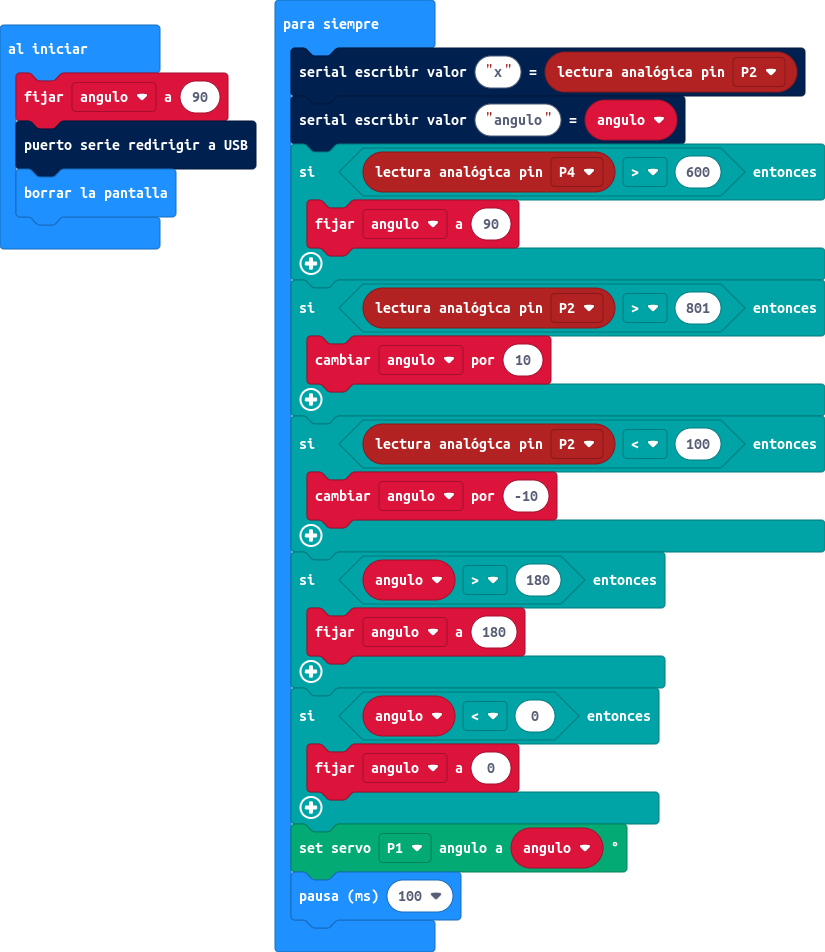 al iniciar
fijar angulo a 90
puerto serie redirigir a USB
borrar la pantalla
para siempre
serial escribir valor "x" = lectura analógica pin P2
serial escribir valor "angulo" = angulo
si lectura analógica pin P4 > 600 entonces
fijar angulo a 90
si lectura analógica pin P2 > 801 entonces
cambiar angulo por 10
si lectura analógica pin P2 < 100 entonces
cambiar angulo por -10
si angulo > 180 entonces
fijar angulo a 180
si angulo < 0 entonces
fijar angulo a 0
set servo P1 angulo a angulo °
pausa (ms) 100